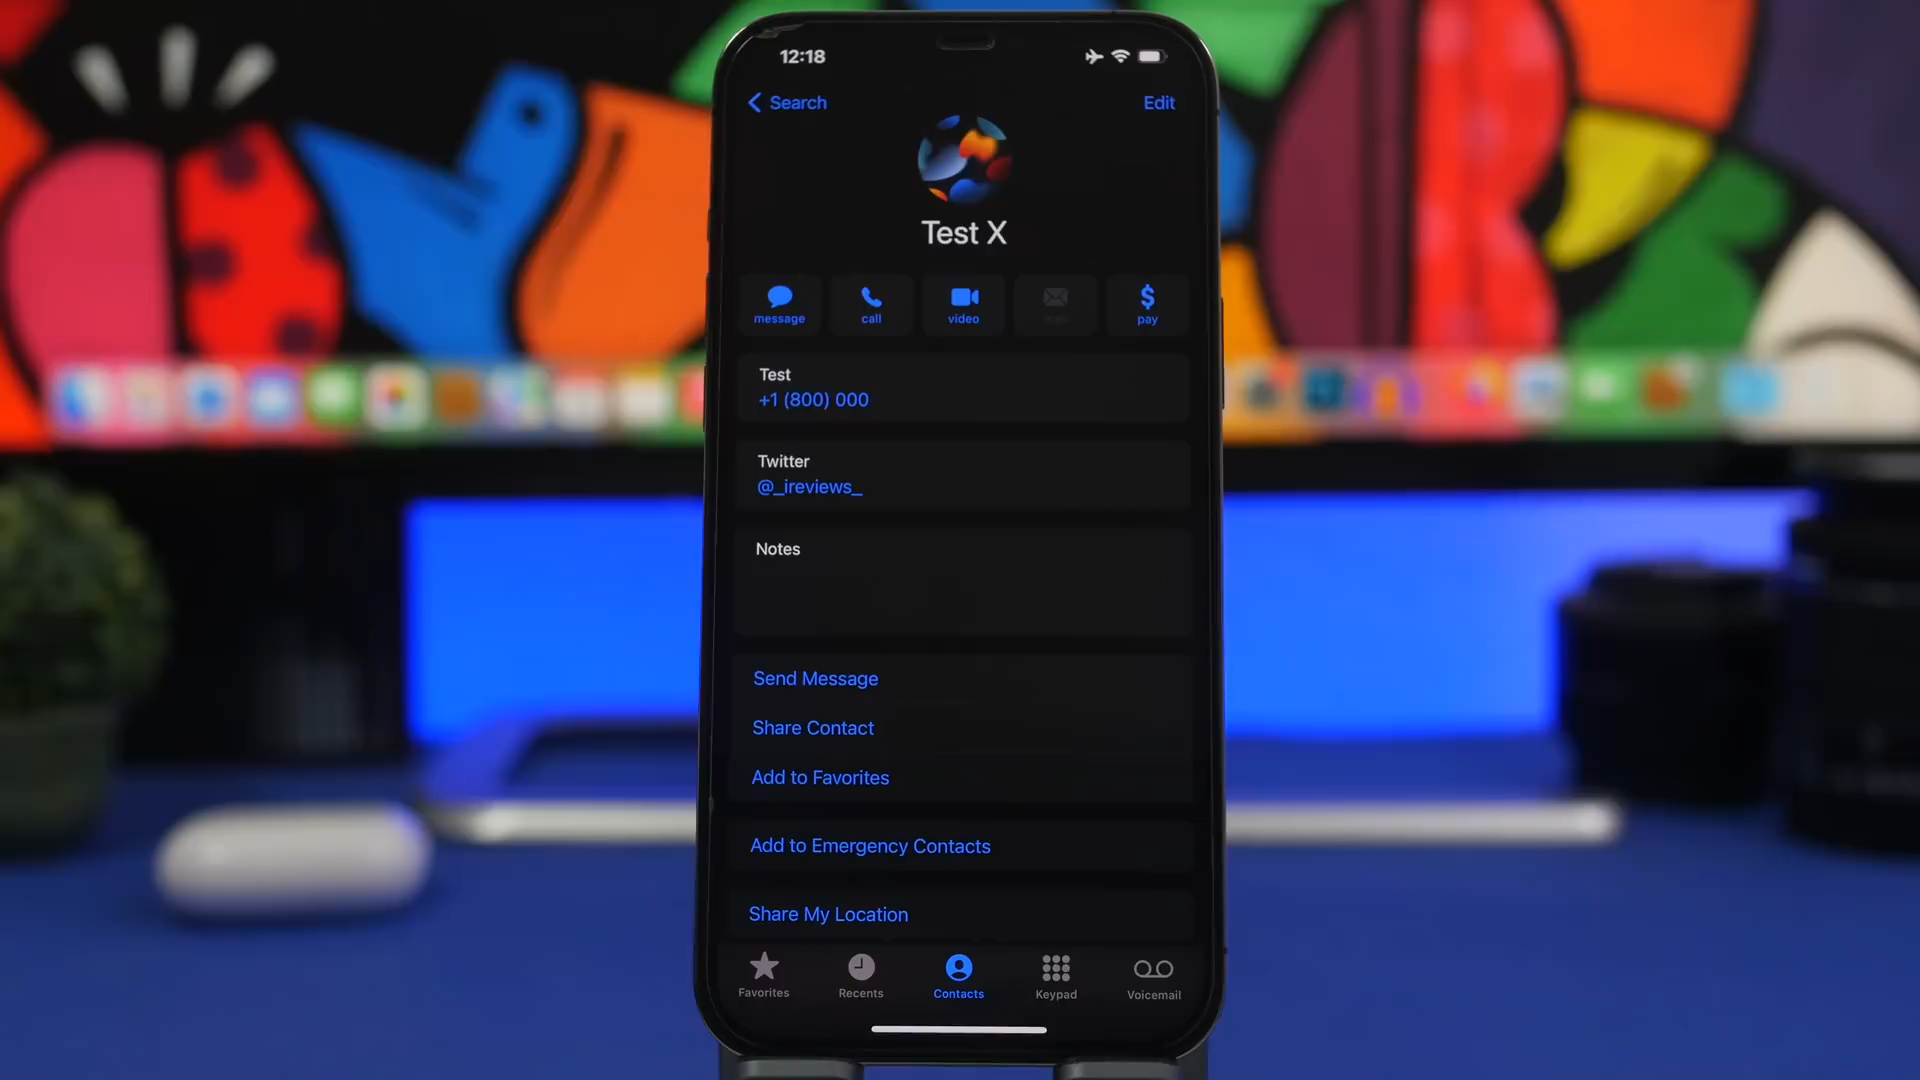 12:18
Search
Edit
Test X
message
call
video
pay
Test
+1 (800) 000
Twitter
@_ireviews_
Notes
Send Message
Share Contact
Add to Favorites
Add to Emergency Contacts
Share My Location
Favorites
Recents
Contacts
Keypad
Voicemail